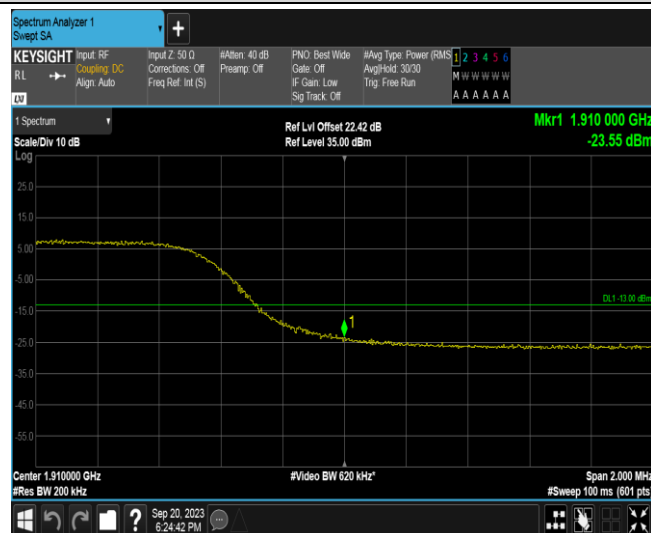 Spectrum Analyzer 1
Swept SA
KEYSIGHT
RL
LXI
Input: RF
Coupling: DC
Align: Auto
Input Z: 50 Ω
Corrections: Off
Freq Ref: Int (S)
#Atten: 40 dB
Preamp: Off
PNO: Best Wide
Gate: Off
IF Gain: Low
Sig Track: Off
#Avg Type: Power (RMS
Avg|Hold: 30/30
Trig: Free Run
1 2 3 4 5 6
M W W W W W
A A A A A A
1 Spectrum
Scale/Div 10 dB
Log
Ref Lvl Offset 22.42 dB
Ref Level 35.00 dBm
Mkr1 1.910 000 GHz
-23.55 dBm
25.0
15.0
5.00
-5.00
-15.0
-25.0
-35.0
-45.0
-55.0
DL1 -13.00 dBm
1
Center 1.91000 GHz
#Res BW 200 kHz
#Video BW 620 kHz*
Span 2.000 MHz
#Sweep 100 ms (601 pts)
?
Sep 20, 2023
6:24:42 PM